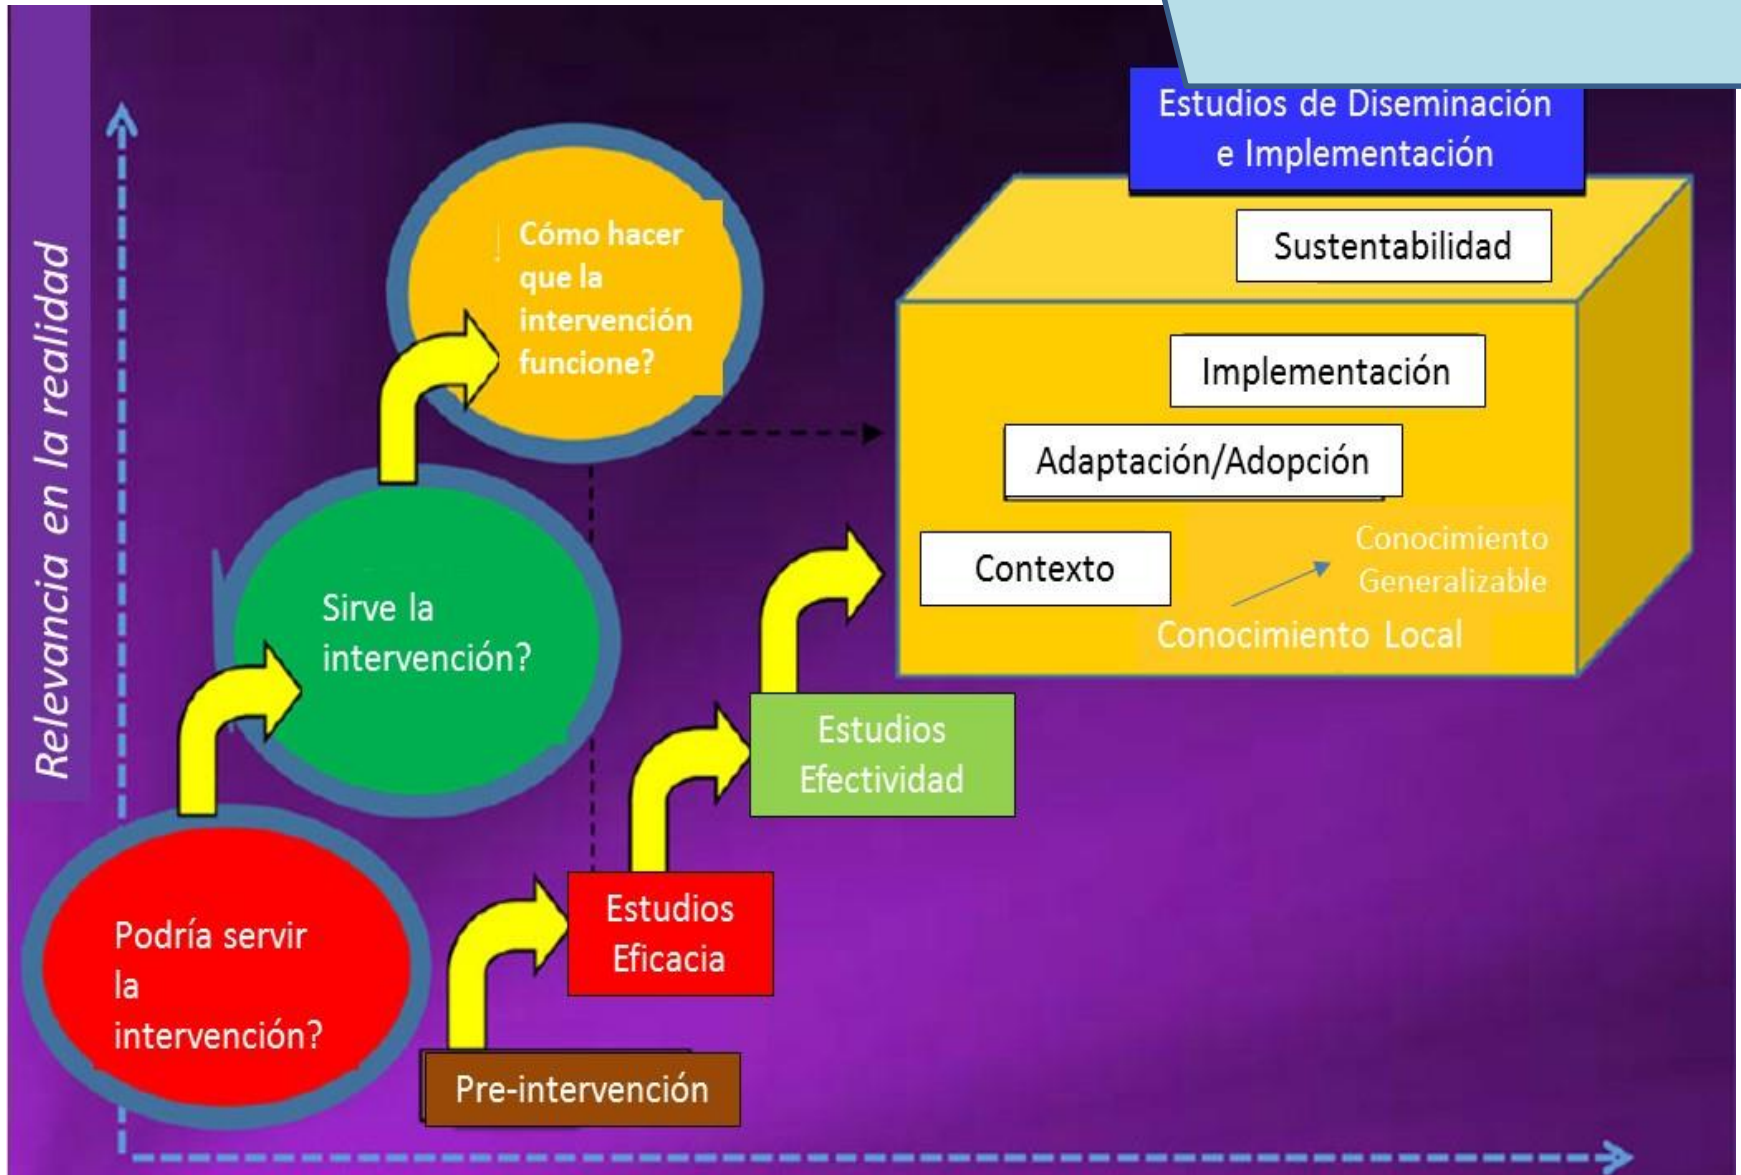 Relevancia en la realidad
Estudios de Diseminación
e Implementación
Sustentabilidad
Cómo hacer
que la
intervención
funcione?
Implementación
Adaptación/Adopción
Contexto
Conocimiento
Generalizable
Conocimiento Local
Sirve la
intervención?
Estudios
Efectividad
Estudios
Eficacia
Podría servir
la
intervención?
Pre-intervención